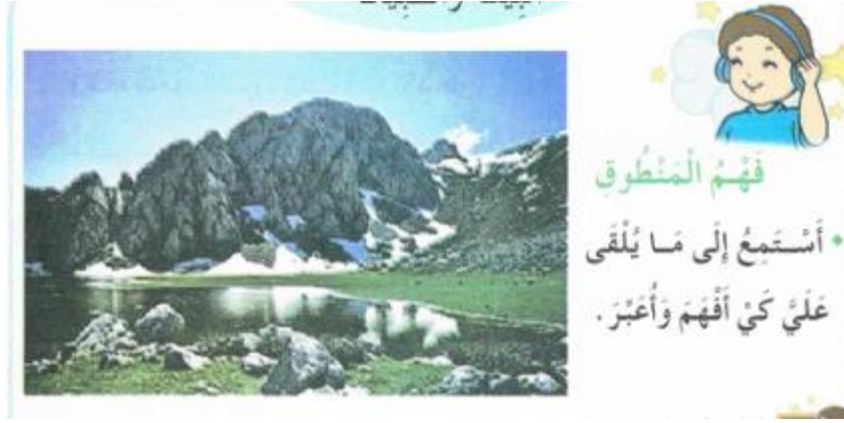 فَهْمُ الْمَنْطُوقِ
أَسْتَمِعُ إِلَى مَا يُلْقَى
عَلَيَّ كَيْ أَفْهَمَ وَأُعَبِّرَ.